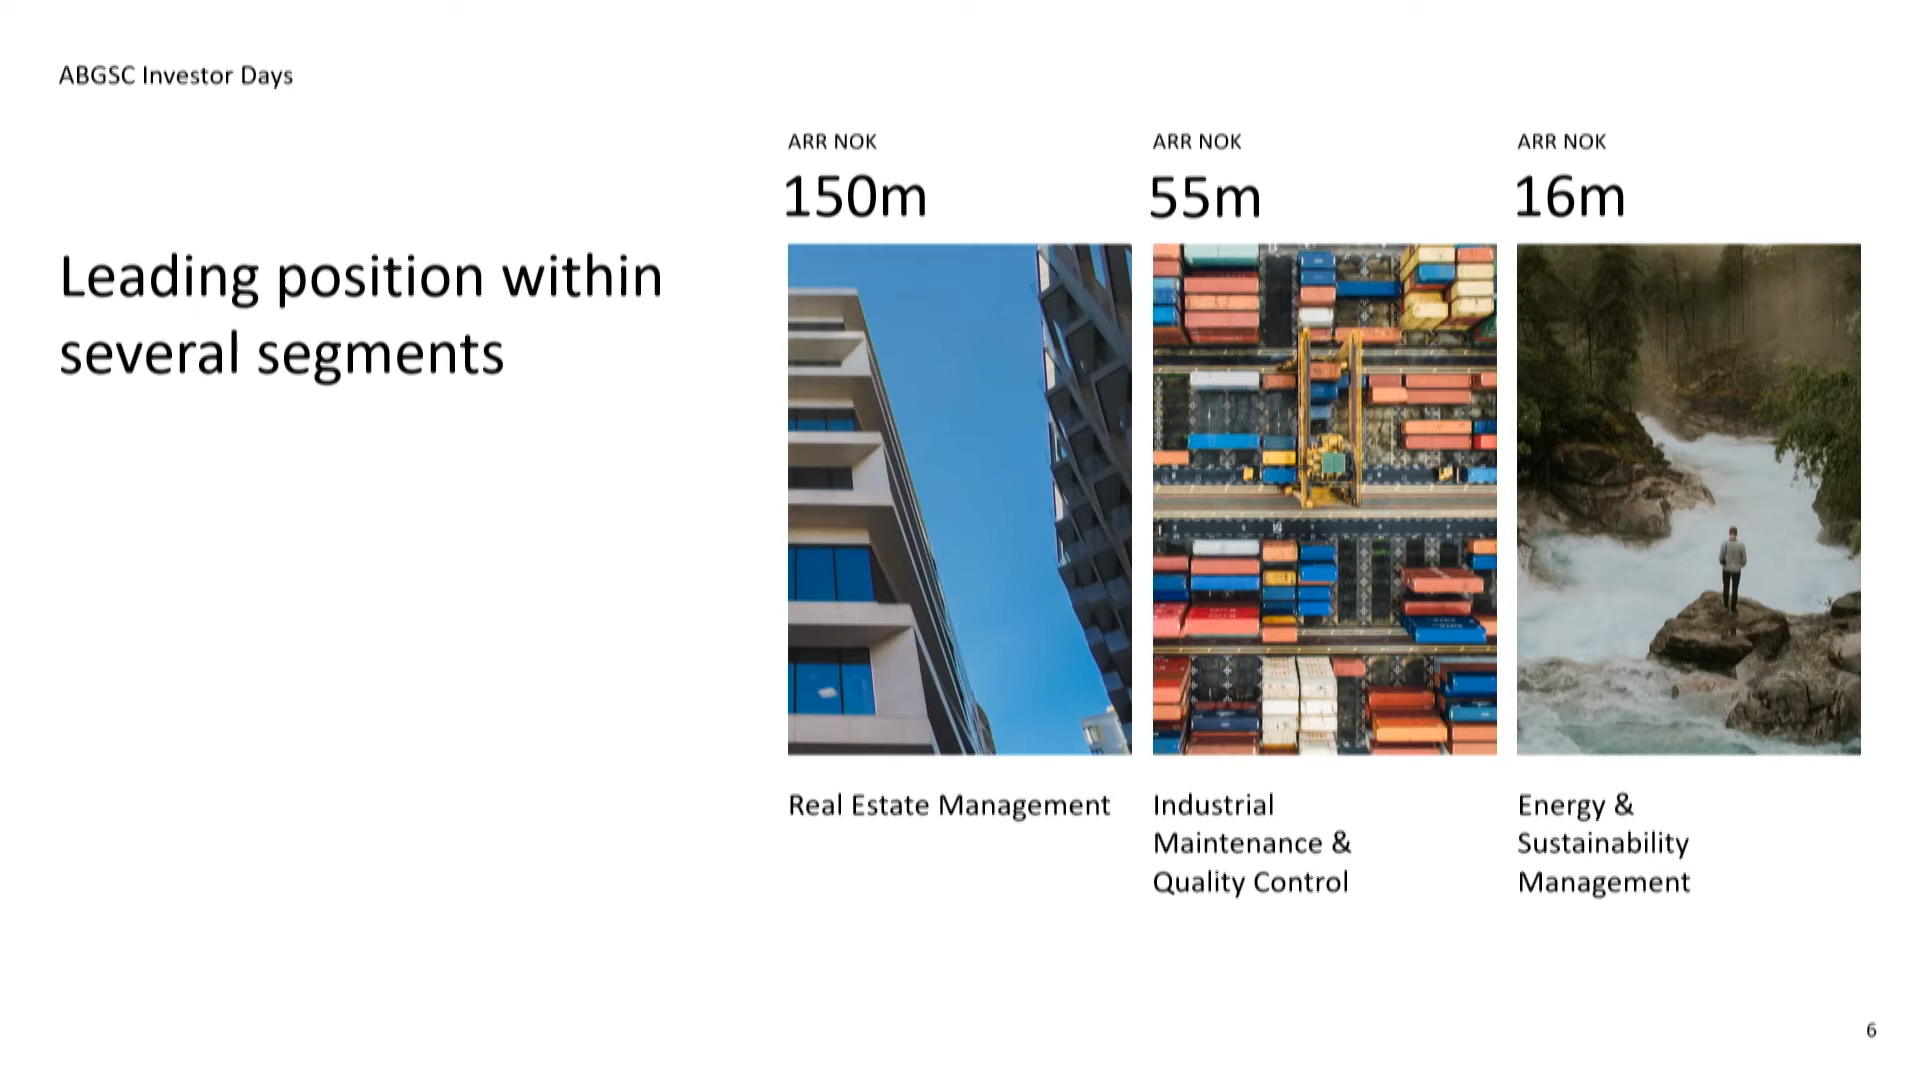 ABGSC Investor Days
Leading position within
several segments
ARR NOK
150m
Real Estate Management
ARR NOK
55m
Industrial
Maintenance &
Quality Control
ARR NOK
16m
Energy &
Sustainability
Management
6